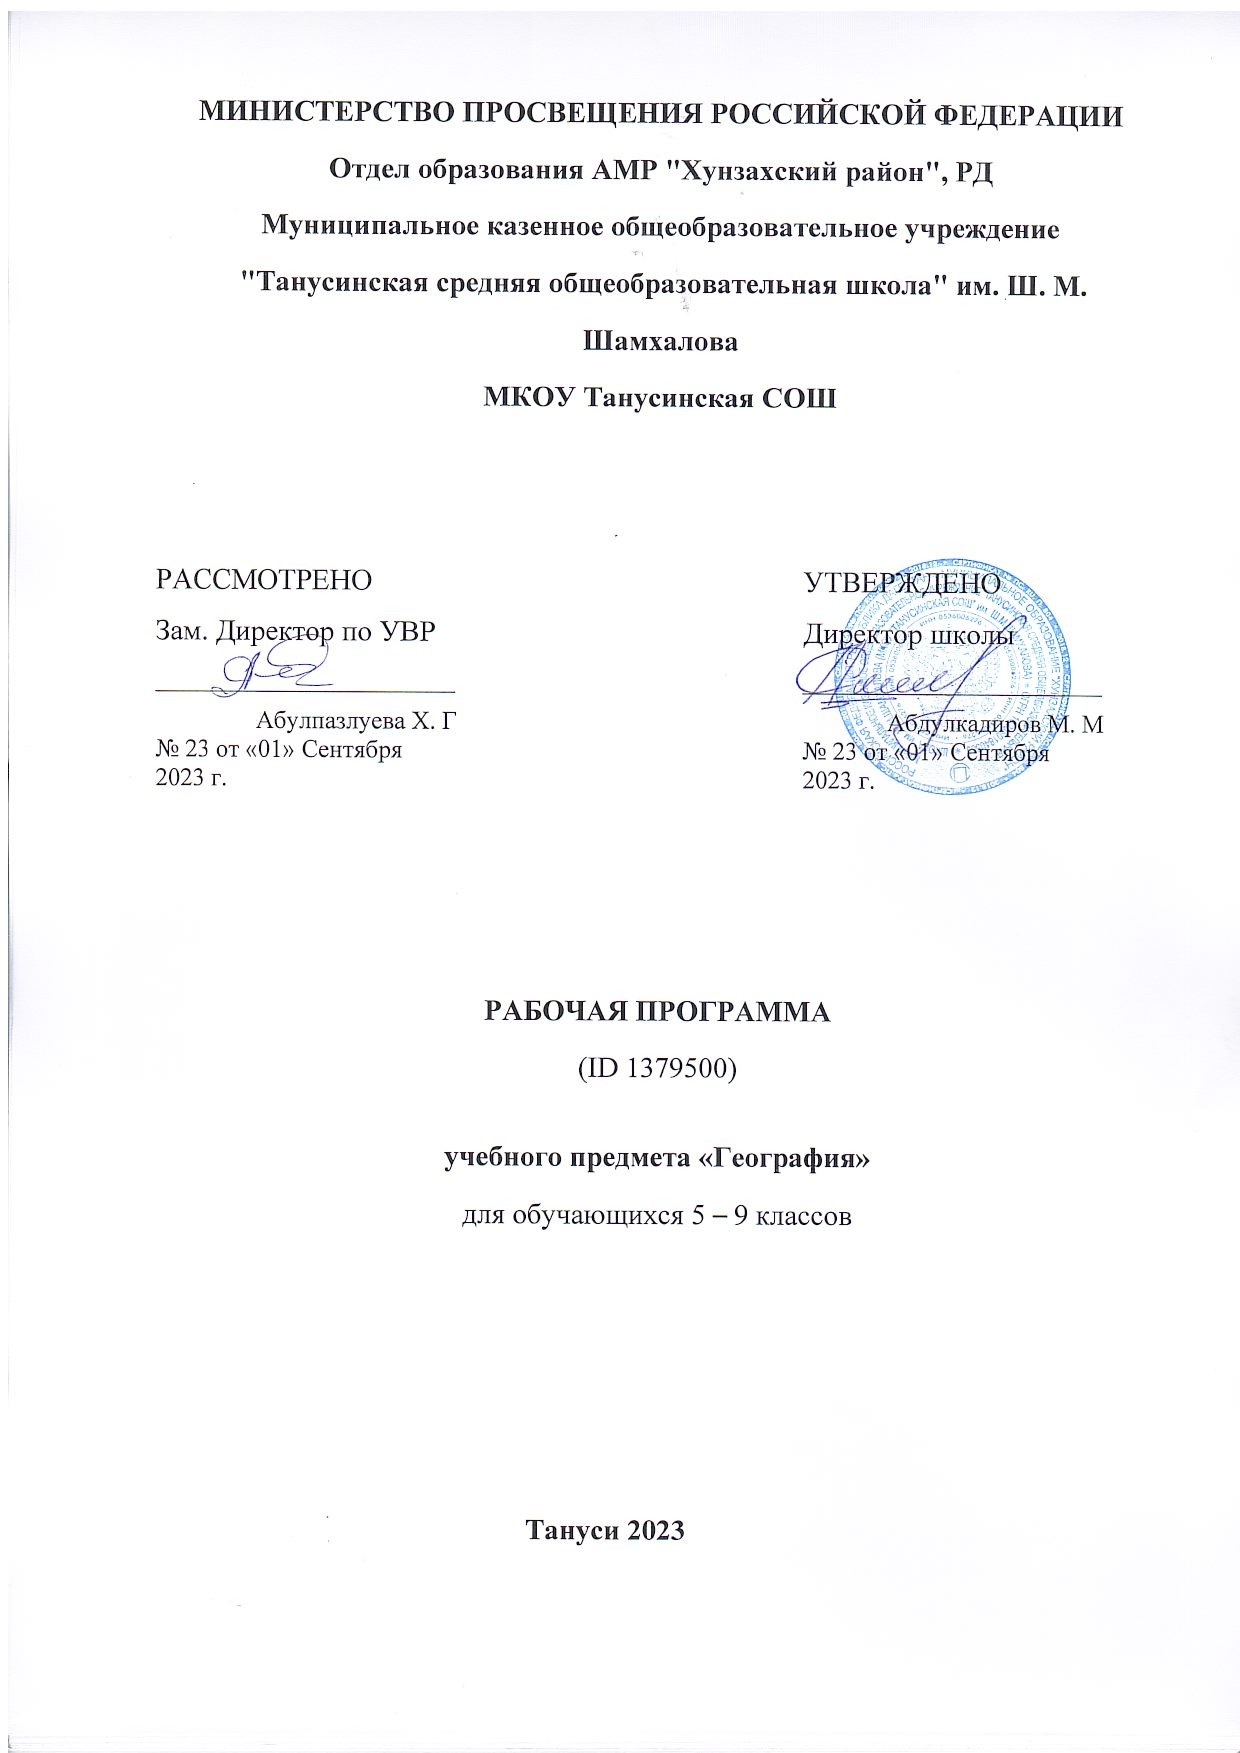 МИНИСТЕРСТВО ПРОСВЕЩЕНИЯ РОССИЙСКОЙ ФЕДЕРАЦИИ
Отдел образования АМР "Хунзахский район", РД
Муниципальное казенное общеобразовательное учреждение
"Танусинская средняя общеобразовательная школа" им. Ш. М.
Шамхалова
МКОУ Танусинская СОШ
РАССМОТРЕНО
Зам. Директор по УВР
Абулпазлуева Х. Г
№ 23 от «01» Сентября
2023 г.
УТВЕРЖДЕНО
Директор школы
Абдулкадиров М. М
№ 23 от «01» Сентября
2023 г.
РАБОЧАЯ ПРОГРАММА
(ID 1379500)
учебного предмета «География»
для обучающихся 5 – 9 классов
Тануси 2023